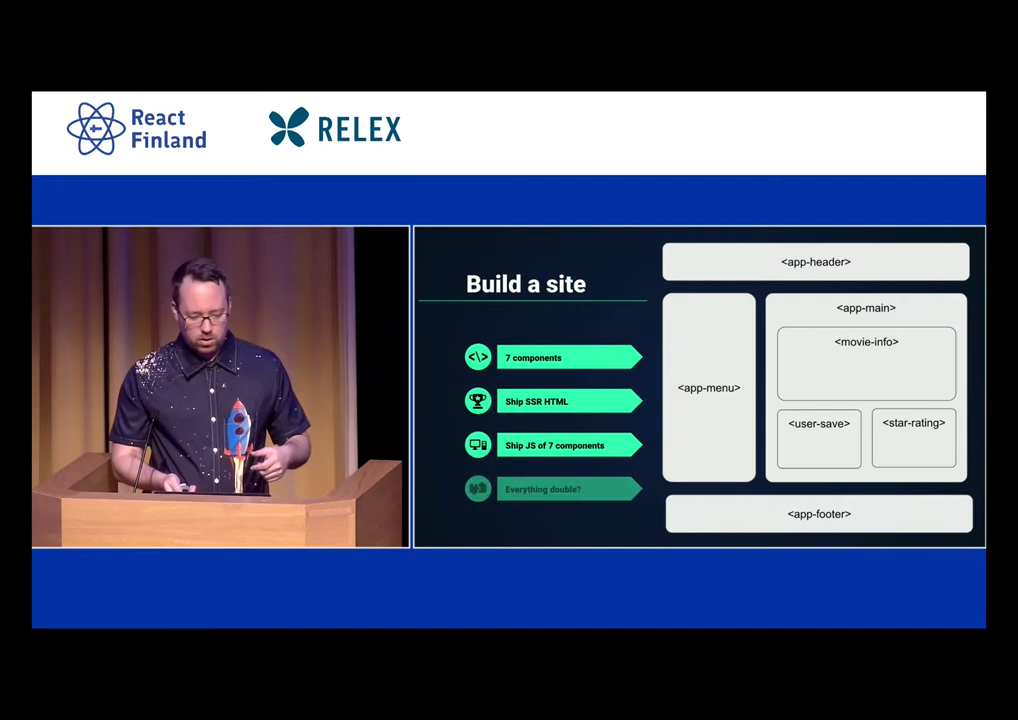 React
Finland
RELEX
Build a site
7 components
Ship SSR HTML
Ship JS of 7 components
Everything double?
<app-header>
<app-menu>
<app-main>
<movie-info>
<user-save>
<star-rating>
<app-footer>